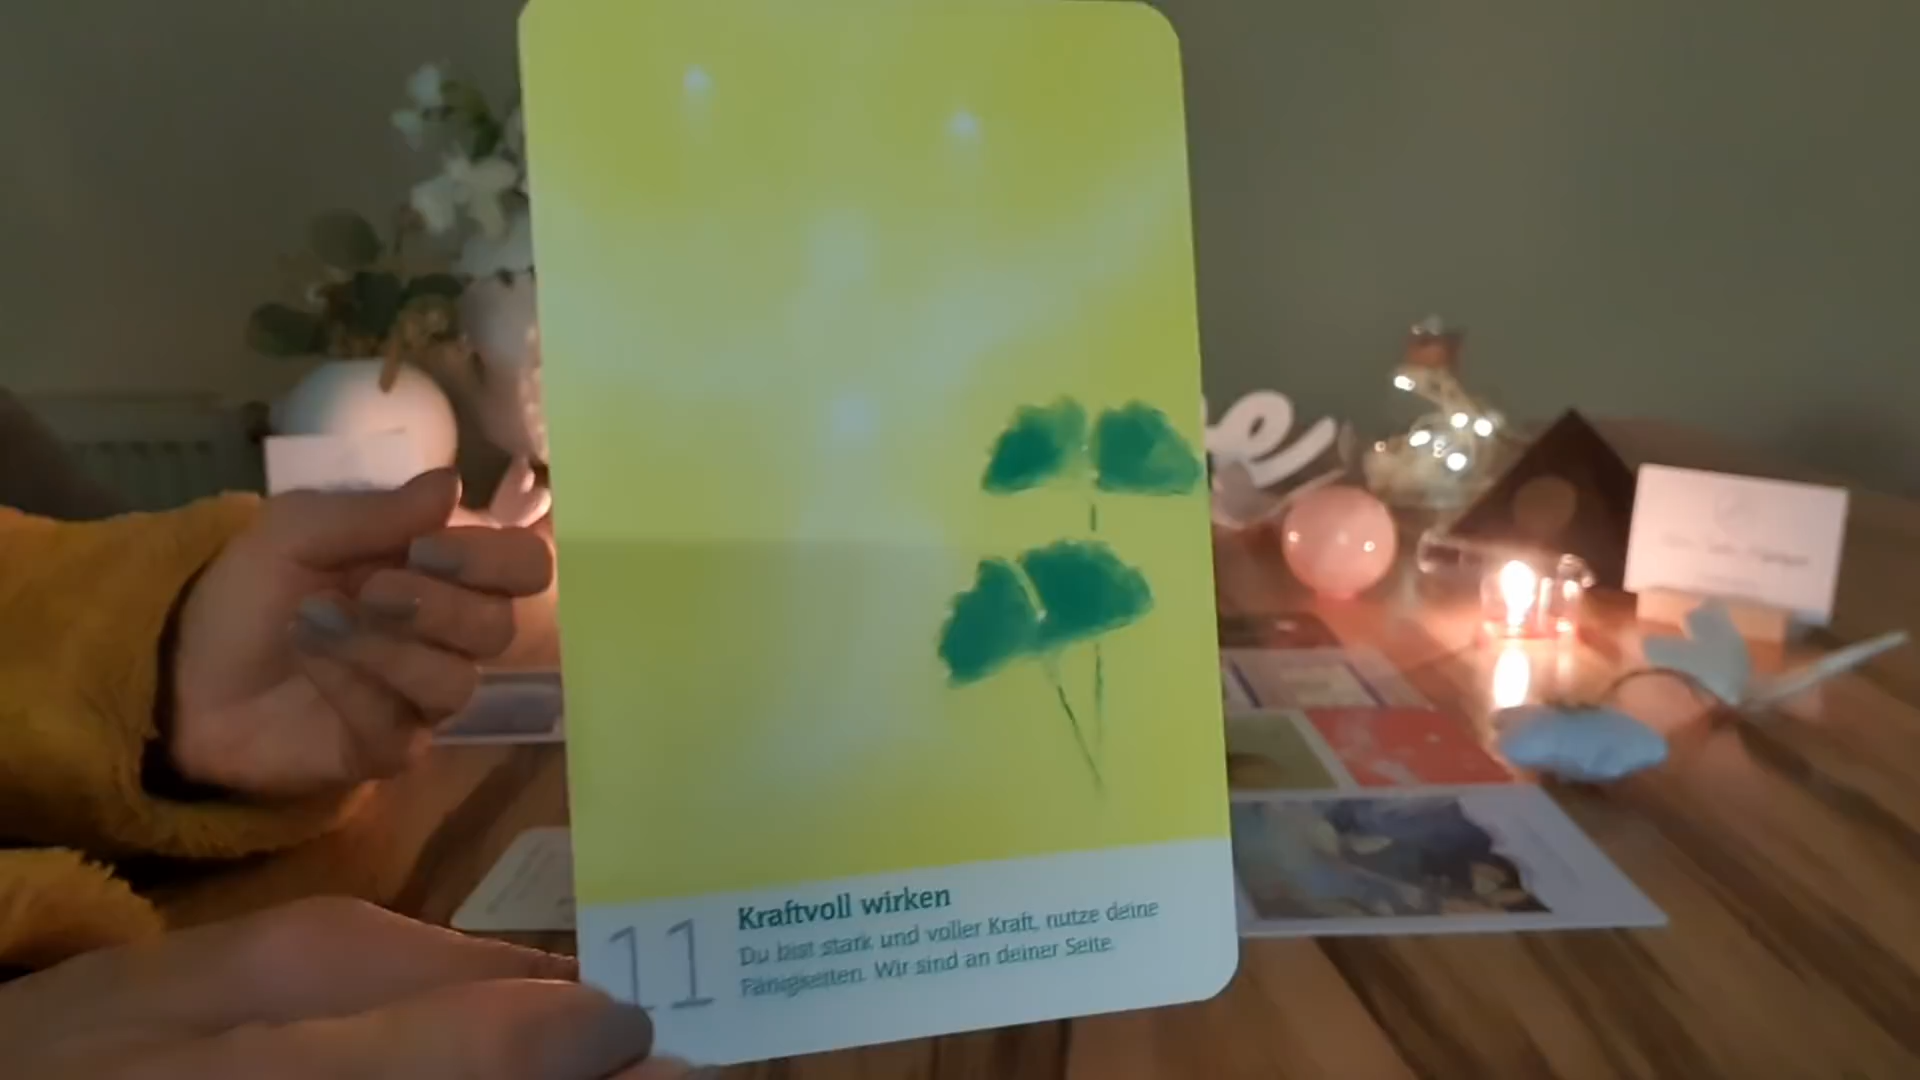 11
Kraftvoll wirken
Du bist stark und voller Kraft, nutze deine
Fähigkeiten. Wir sind an deiner Seite.